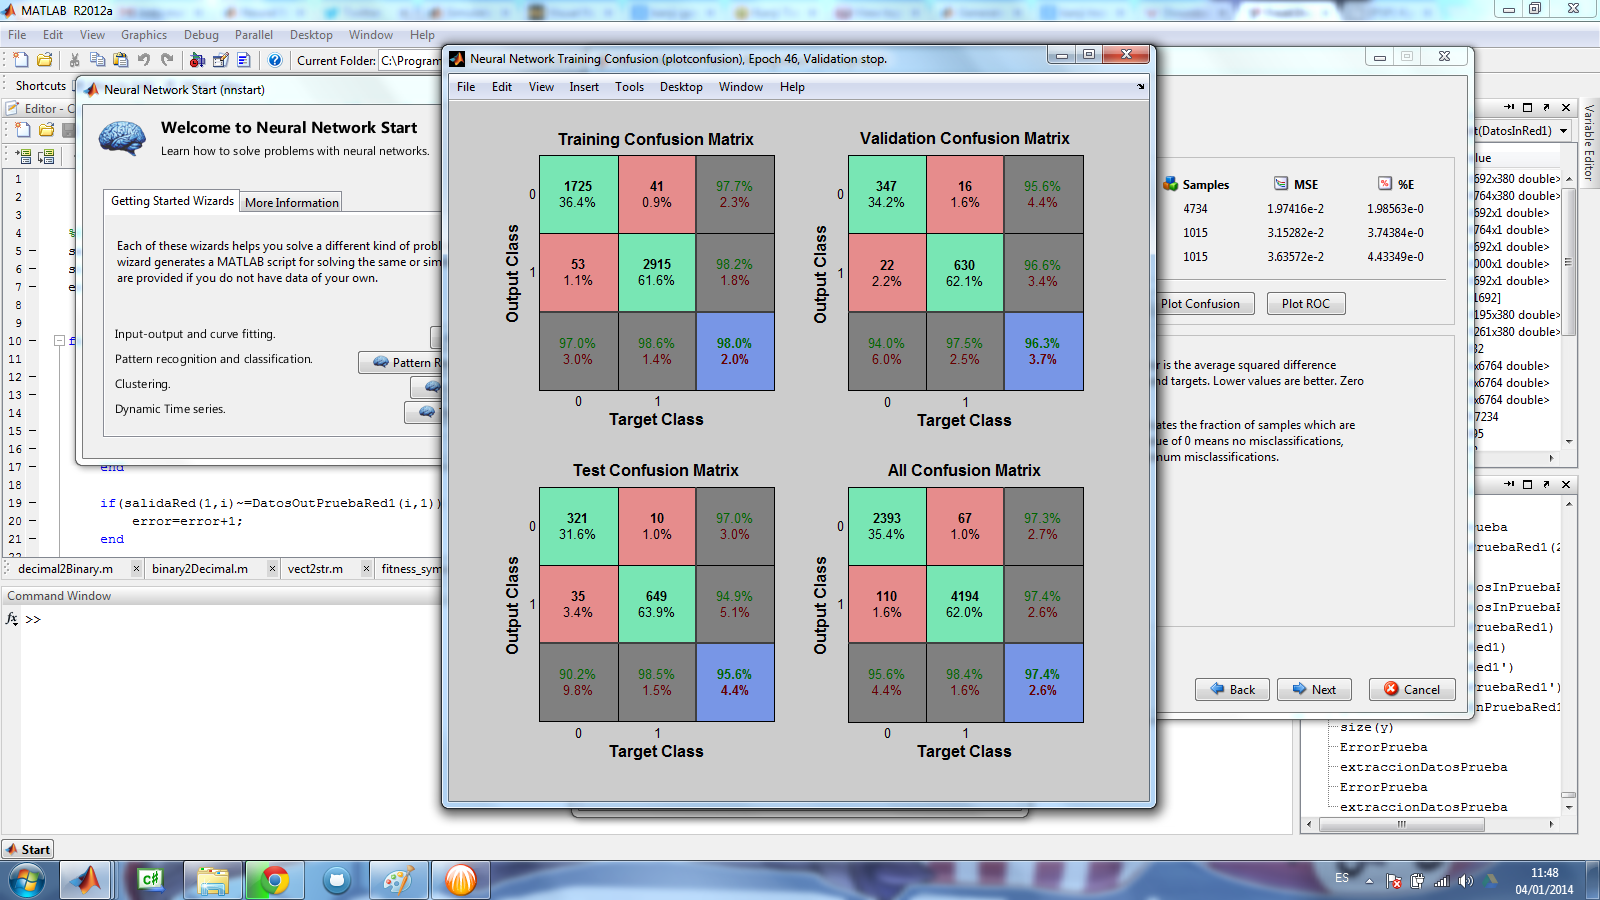 MATLAB R2012a
File Edit View Graphics Debug Parallel Desktop Window Help
Current Folder: C:\Program
Shortcuts
Editor - C
Neural Network Start (nnstart)
Welcome to Neural Network Start
Learn how to solve problems with neural networks.
Getting Started Wizards
More Information
Each of these wizards helps you solve a different kind of prob
wizard generates a MATLAB script for solving the same or sim
are provided if you do not have data of your own.
Input-output and curve fitting.
Pattern recognition and classification.
Pattern R
Clustering.
Dynamic Time series.
1
2
3
4
5
6
7
8
9
10
11
12
13
14
15
16
17
end
18
19
if(salidaRed(1,i)~=DatosOutPruebaRed1(i,1))
20
error=error+1;
21
end
decimal2Binary.m
binary2Decimal.m
vect2str.m
fitness_sym
Command Window
fx >>
Neural Network Training Confusion (plotconfusion), Epoch 46, Validation stop.
File Edit View Insert Tools Desktop Window Help
Training Confusion Matrix
0
1725
36.4%
41
0.9%
97.7%
2.3%
1
53
1.1%
2915
61.6%
98.2%
1.8%
97.0%
3.0%
98.6%
1.4%
98.0%
2.0%
0 1
Target Class
Output Class
Validation Confusion Matrix
0
347
34.2%
16
1.6%
95.6%
4.4%
1
22
2.2%
630
62.1%
96.6%
3.4%
94.0%
6.0%
97.5%
2.5%
96.3%
3.7%
0 1
Target Class
Output Class
Test Confusion Matrix
0
321
31.6%
10
1.0%
97.0%
3.0%
1
35
3.4%
649
63.9%
94.9%
5.1%
90.2%
9.8%
98.5%
1.5%
95.6%
4.4%
0 1
Target Class
Output Class
All Confusion Matrix
0
2393
35.4%
67
1.0%
97.3%
2.7%
1
110
1.6%
4194
62.0%
97.4%
2.6%
95.6%
4.4%
98.4%
1.6%
97.4%
2.6%
0 1
Target Class
Output Class
Samples MSE %E
4734 1.97416e-2 1.98563e-0
1015 3.15282e-2 3.74384e-0
1015 3.63572e-2 4.43349e-0
Plot Confusion
Plot ROC
r is the average squared difference
nd targets. Lower values are better. Zero
ates the fraction of samples which are
ue of 0 means no misclassifications,
num misclassifications.
Back
Next
Cancel
t(DatosInRed1)
Variable Editor
lue
692x380 double>
764x380 double>
692x1 double>
764x1 double>
692x1 double>
000x1 double>
692x1 double>
1692]
195x380 double>
261x380 double>
32
x6764 double>
x6764 double>
x6764 double>
7234
95
ueba
ruebaRed1(2
osInPruebaR
osInPruebaR
ruebaRed1)
ed1)
ed1')
ruebaRed1')
nPruebaRed1
size(y)
ErrorPrueba
extraccionDatosPrueba
ErrorPrueba
extraccionDatosPrueba
Start
ES
11:48
04/01/2014